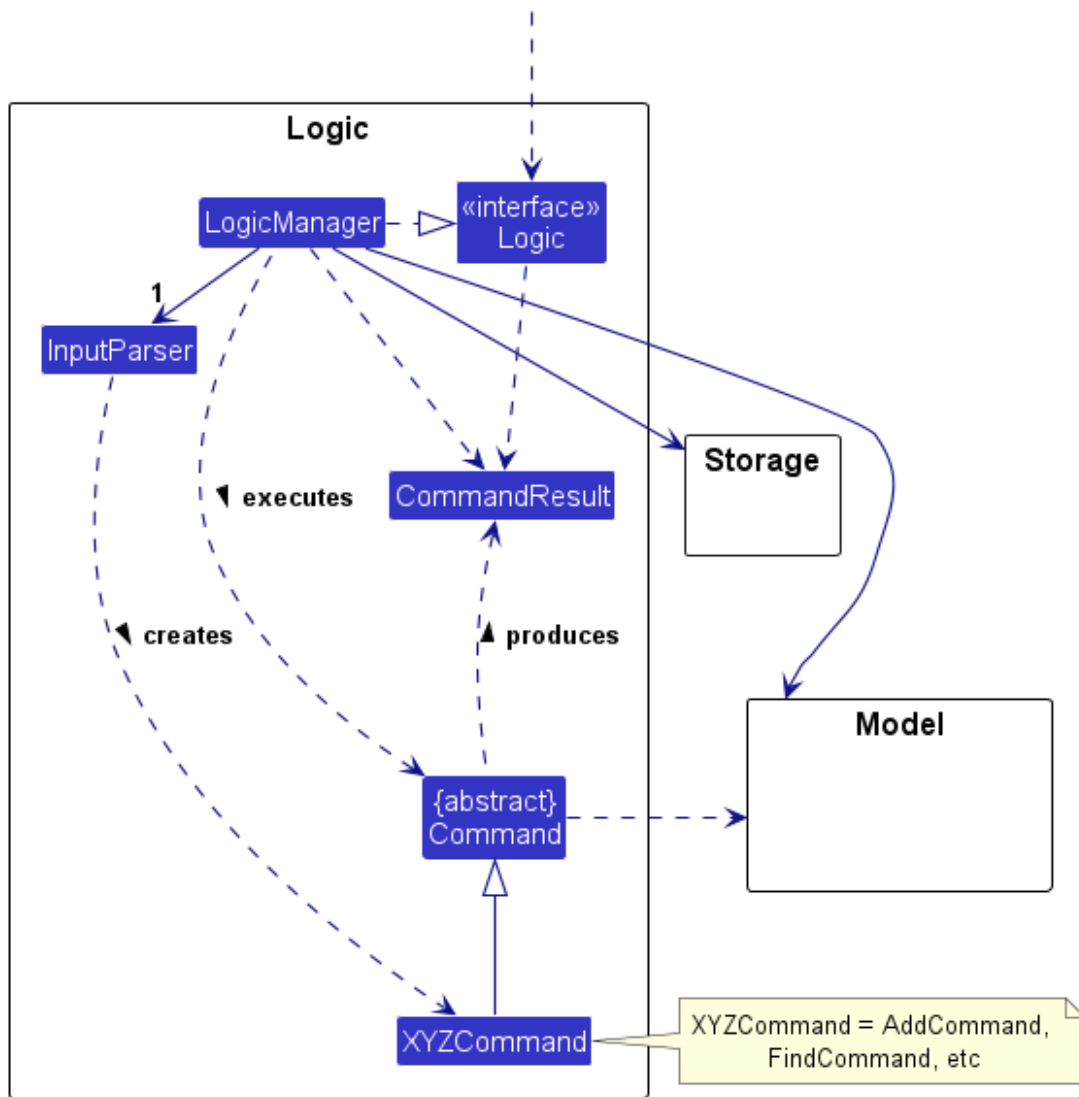 Logic
LogicManager
«interface»
Logic
1
InputParser
Storage
CommandResult
executes
creates
produces
Model
{abstract}
Command
XYZCommand
XYZCommand = AddCommand,
FindCommand, etc